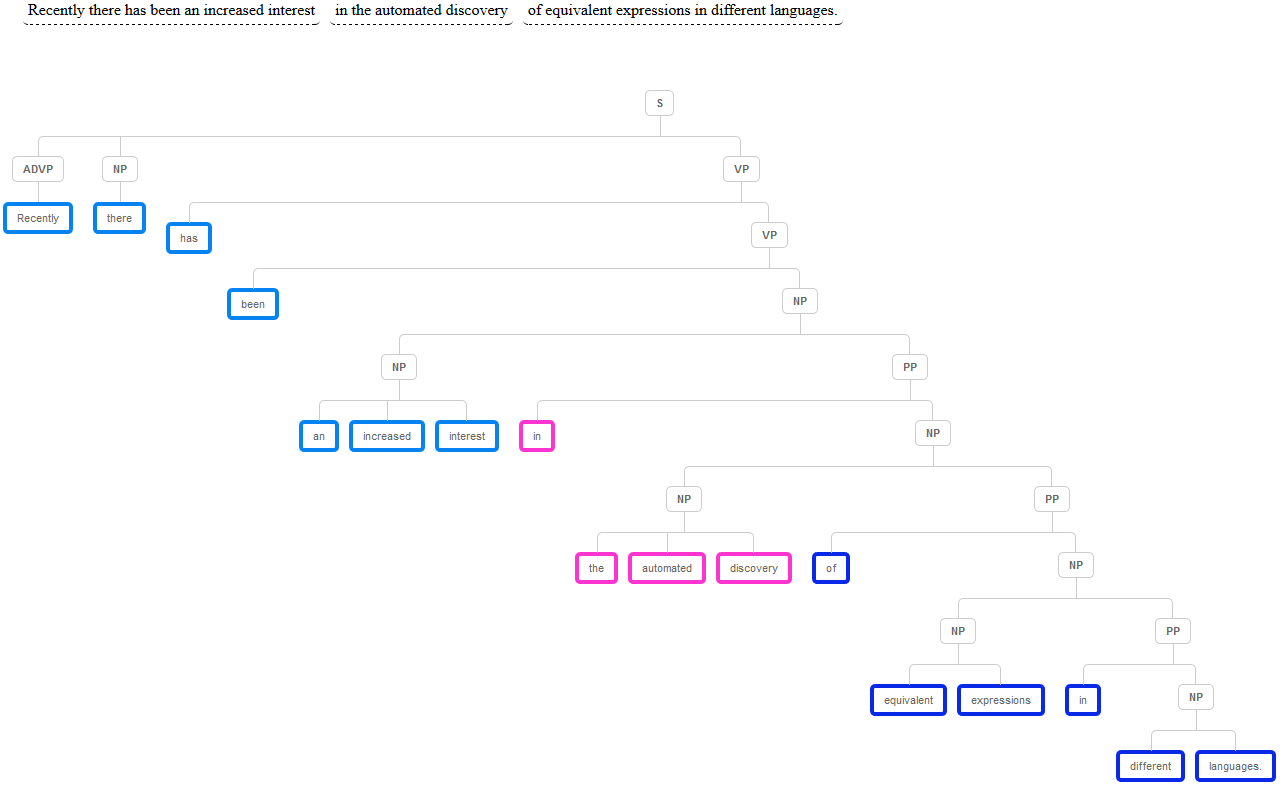 Recently there has been an increased interest in the automated discovery of equivalent expressions in different languages.
S
ADVP NP VP
Recently there
has VP
been NP
NP PP
an increased interest in NP
NP PP
the automated discovery of NP
NP PP
equivalent expressions in NP
different languages.